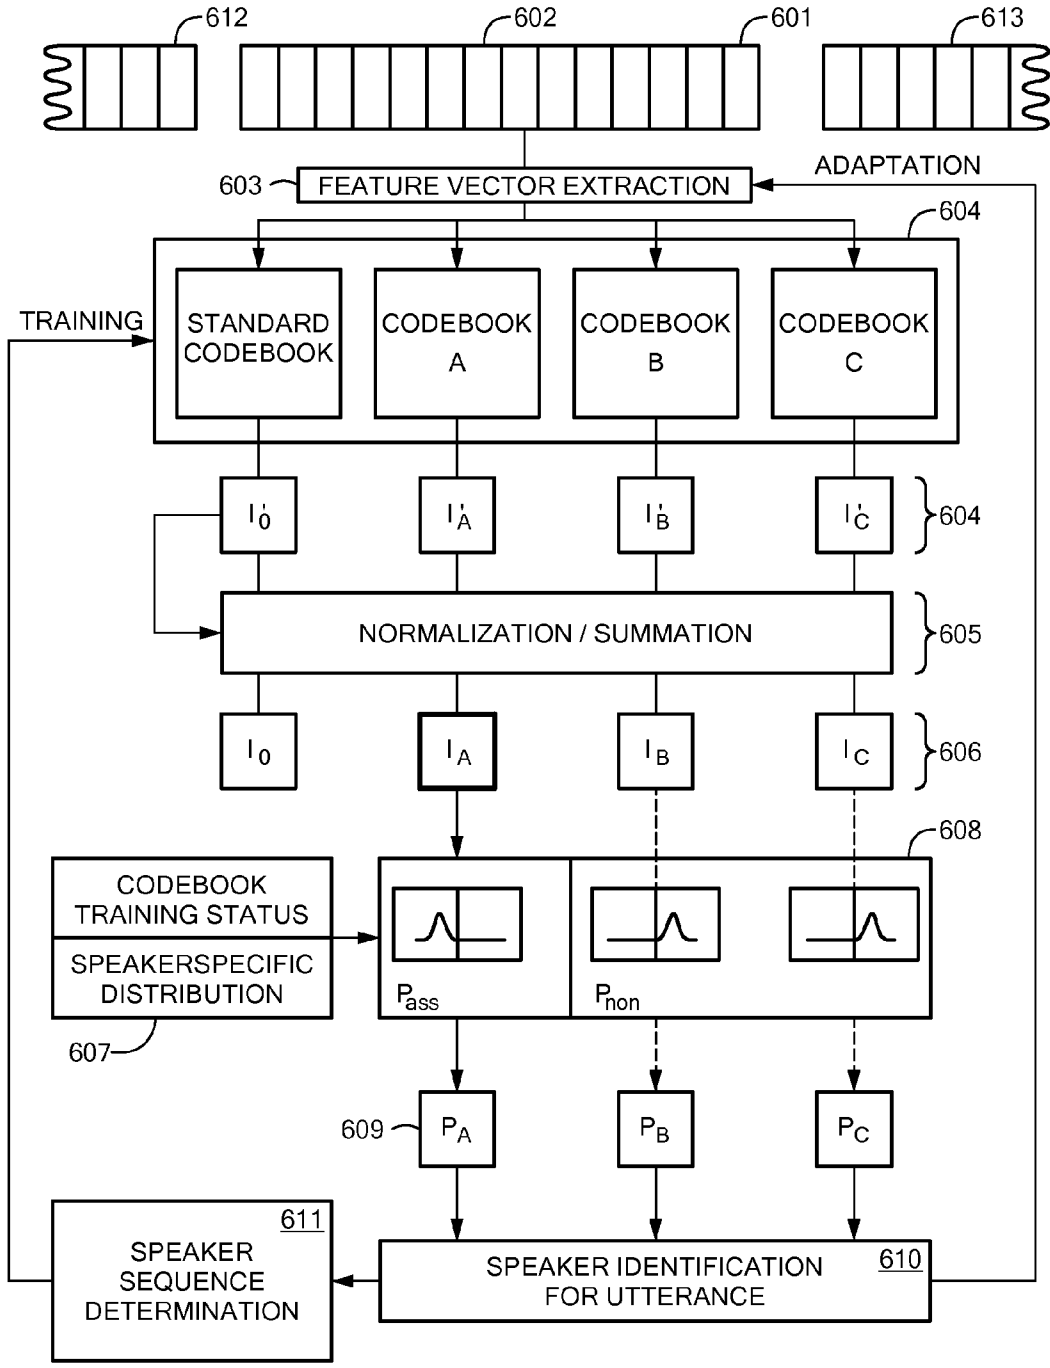 612
602
601
613
603
FEATURE VECTOR EXTRACTION
ADAPTATION
604
TRAINING
STANDARD
CODEBOOK
CODEBOOK
A
CODEBOOK
B
CODEBOOK
C
I'0
I'A
I'B
I'C
604
NORMALIZATION / SUMMATION
605
I0
IA
IB
IC
606
608
CODEBOOK
TRAINING STATUS
SPEAKERSPECIFIC
DISTRIBUTION
607
Pass
Pnon
609
PA
PB
PC
611
SPEAKER
SEQUENCE
DETERMINATION
610
SPEAKER IDENTIFICATION
FOR UTTERANCE